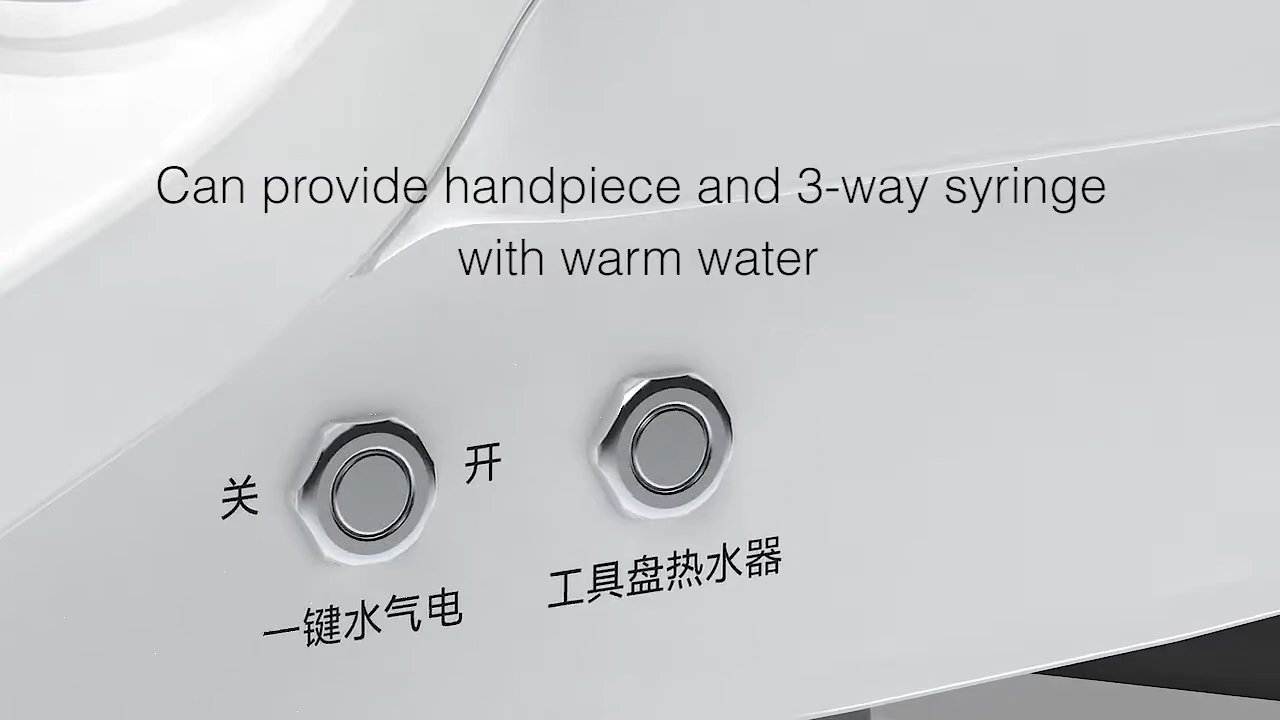 Can provide handpiece and 3-way syringe
with warm water
关
开
一键水气电
工具盘热水器